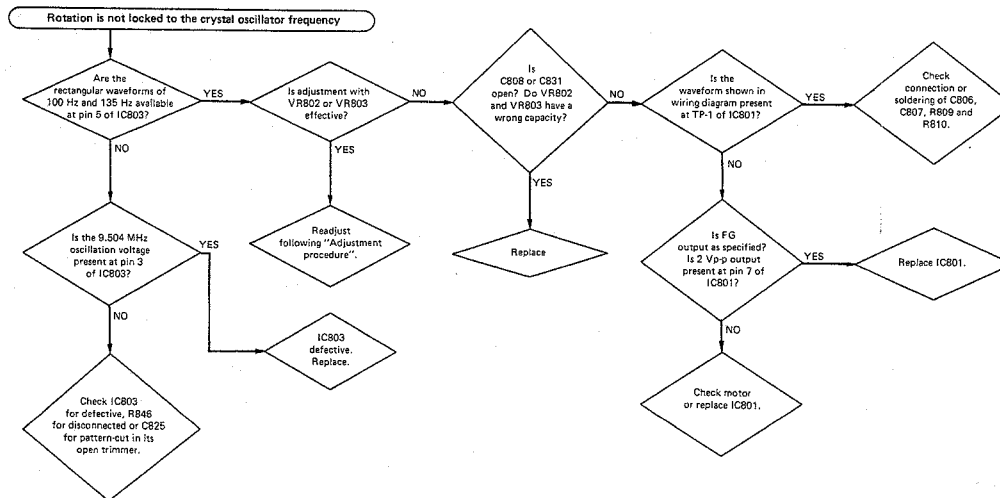 Rotation is not locked to the crystal oscillator frequency
Are the
rectangular waveforms of
100 Hz and 135 Hz available
at pin 5 of IC803?
YES
NO
Is adjustment with
VR802 or VR803
effective?
NO
YES
Is
C808 or C831
open? Do VR802
and VR803 have a
wrong capacity?
NO
YES
Is the
waveform shown in
wiring diagram present
at TP-1 of IC801?
YES
NO
Check
connection or
soldering of C806,
C807, R809 and
R810.
Is the 9.504 MHz
oscillation voltage
present at pin 3
of IC803?
YES
NO
Readjust
following "Adjustment
procedure".
Replace
Is FG
output as specified?
Is 2 Vp-p output
present at pin 7 of
IC801?
YES
NO
Replace IC801.
IC803
defective.
Replace.
Check IC803
for defective, R846
for disconnected or C825
for pattern-cut in its
open trimmer.
Check motor
or replace IC801.